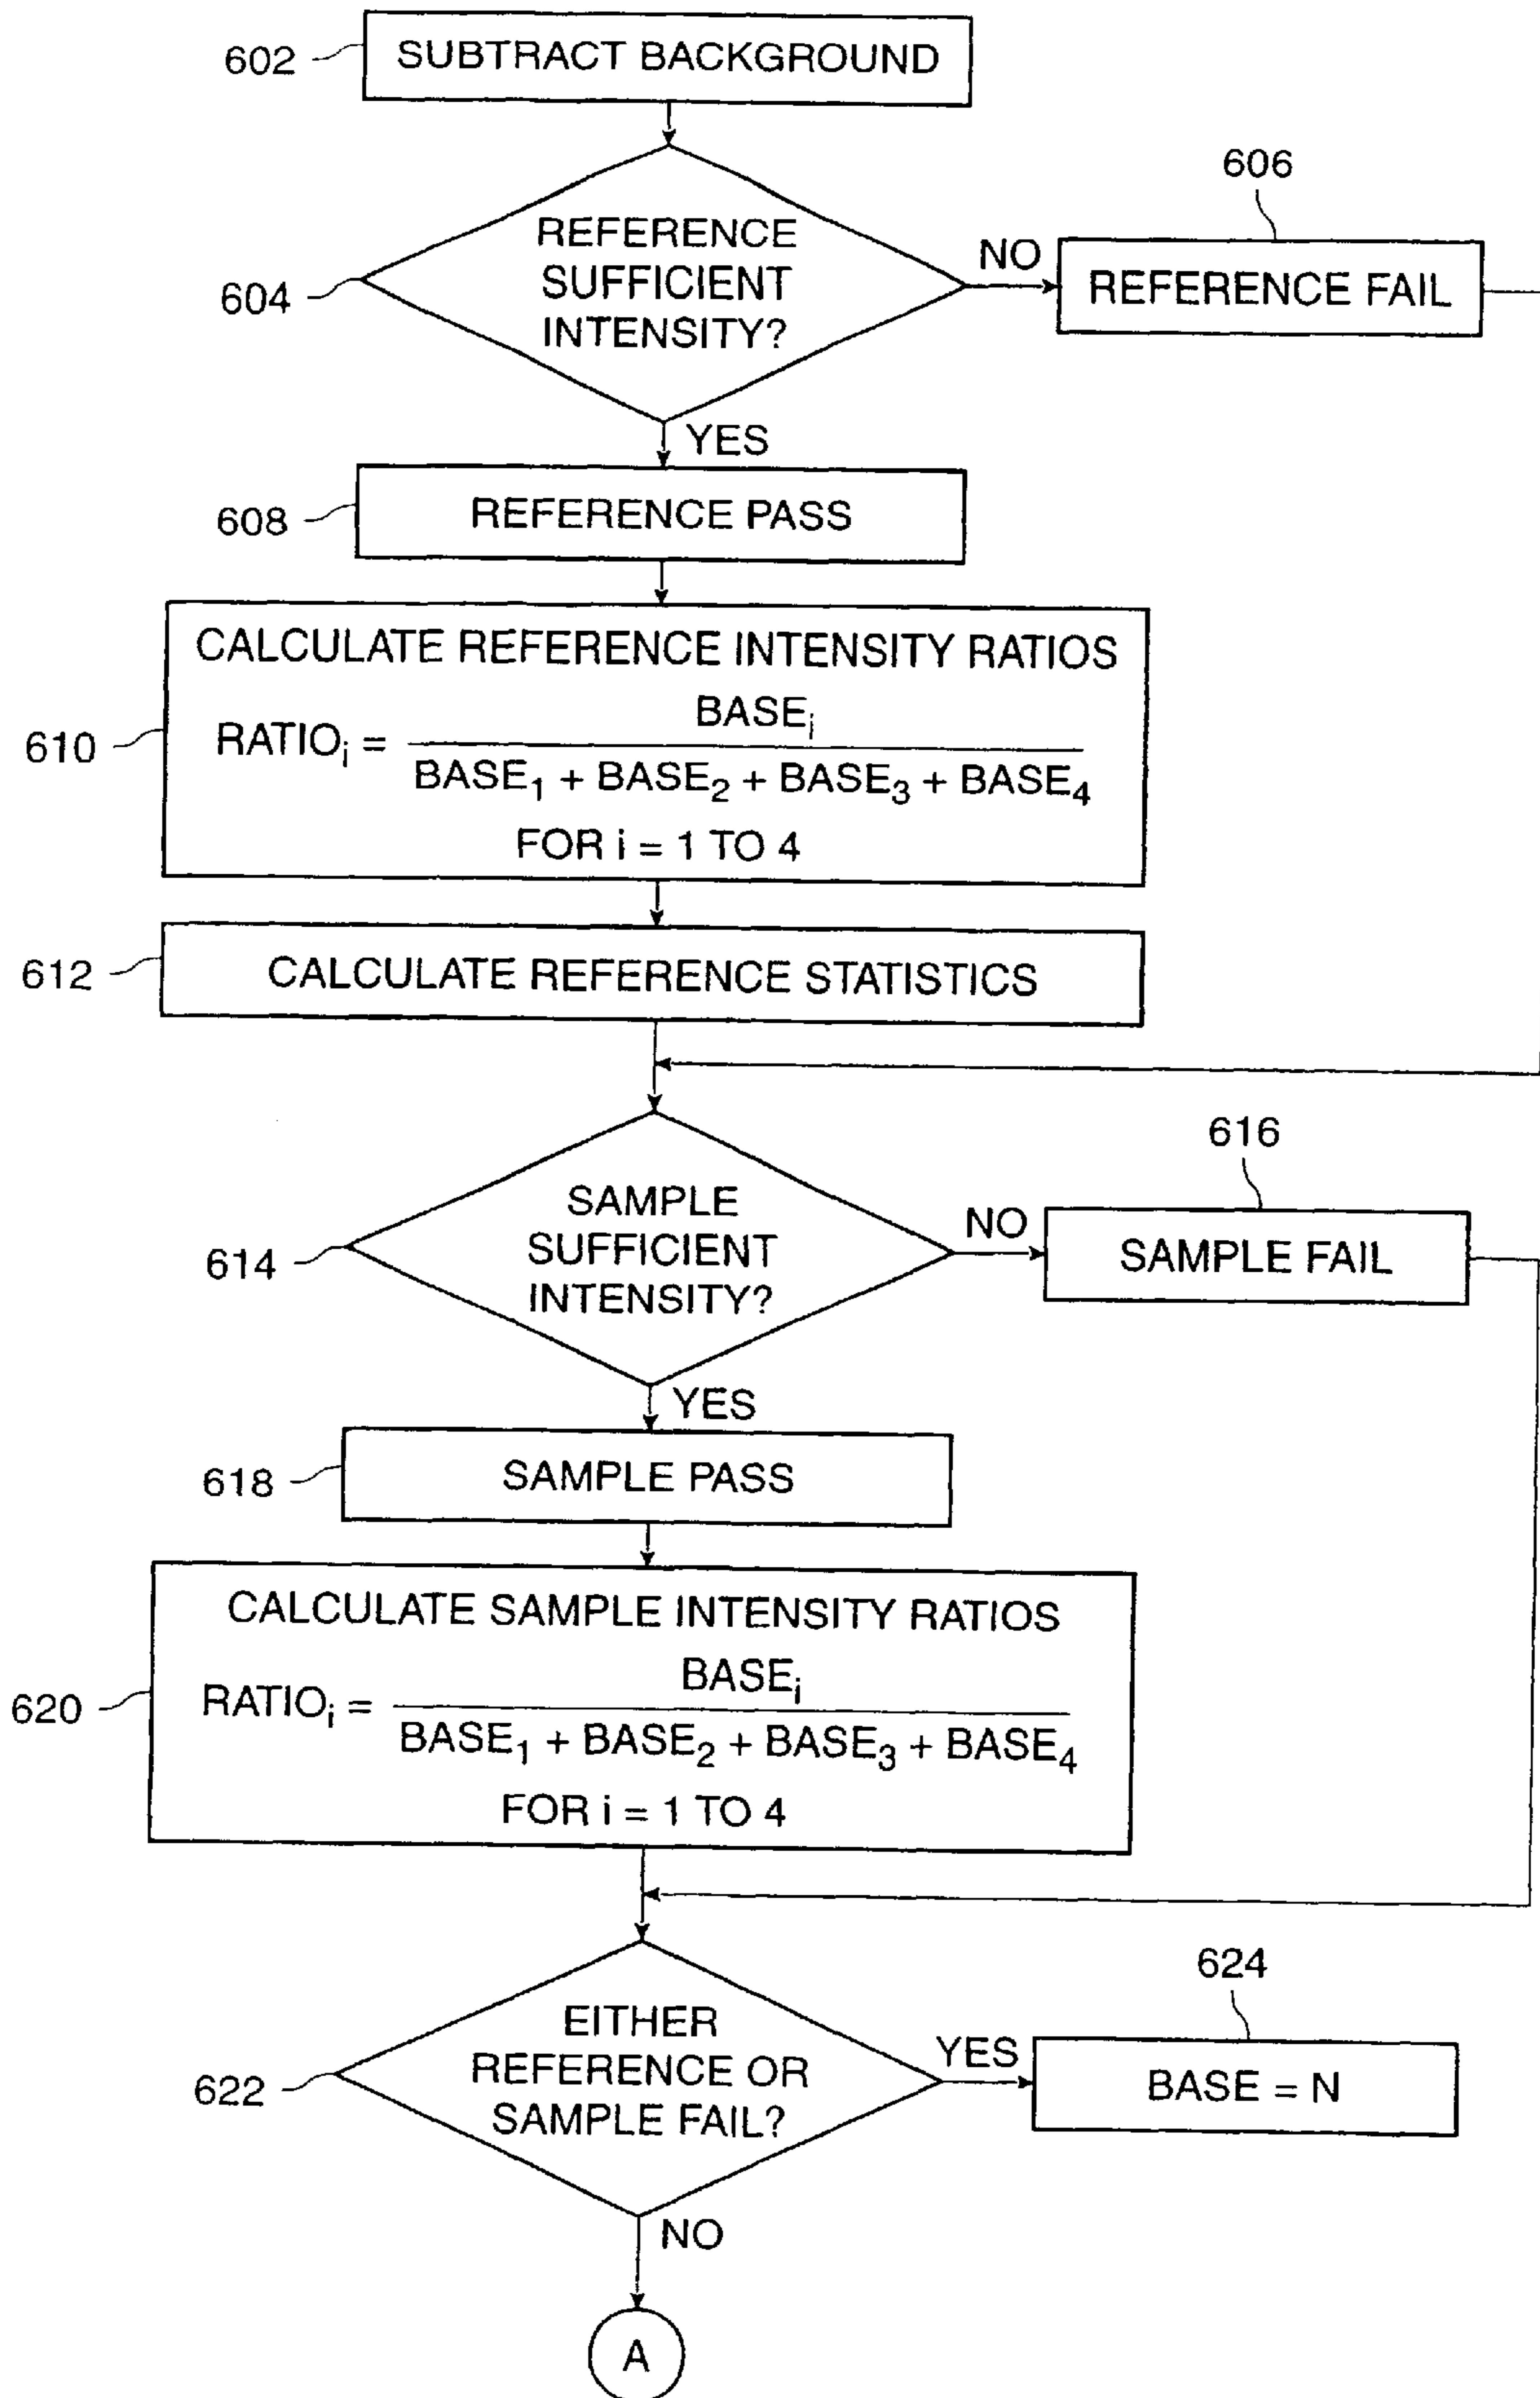 602
SUBTRACT BACKGROUND
606
604
REFERENCE
SUFFICIENT
INTENSITY?
NO
REFERENCE FAIL
YES
608
REFERENCE PASS
610
CALCULATE REFERENCE INTENSITY RATIOS
RATIOi = BASEi
BASE1 + BASE2 + BASE3 + BASE4
FOR i = 1 TO 4
612
CALCULATE REFERENCE STATISTICS
616
614
SAMPLE
SUFFICIENT
INTENSITY?
NO
SAMPLE FAIL
YES
618
SAMPLE PASS
620
CALCULATE SAMPLE INTENSITY RATIOS
RATIOi = BASEi
BASE1 + BASE2 + BASE3 + BASE4
FOR i = 1 TO 4
624
622
EITHER
REFERENCE OR
SAMPLE FAIL?
YES
BASE = N
NO
A